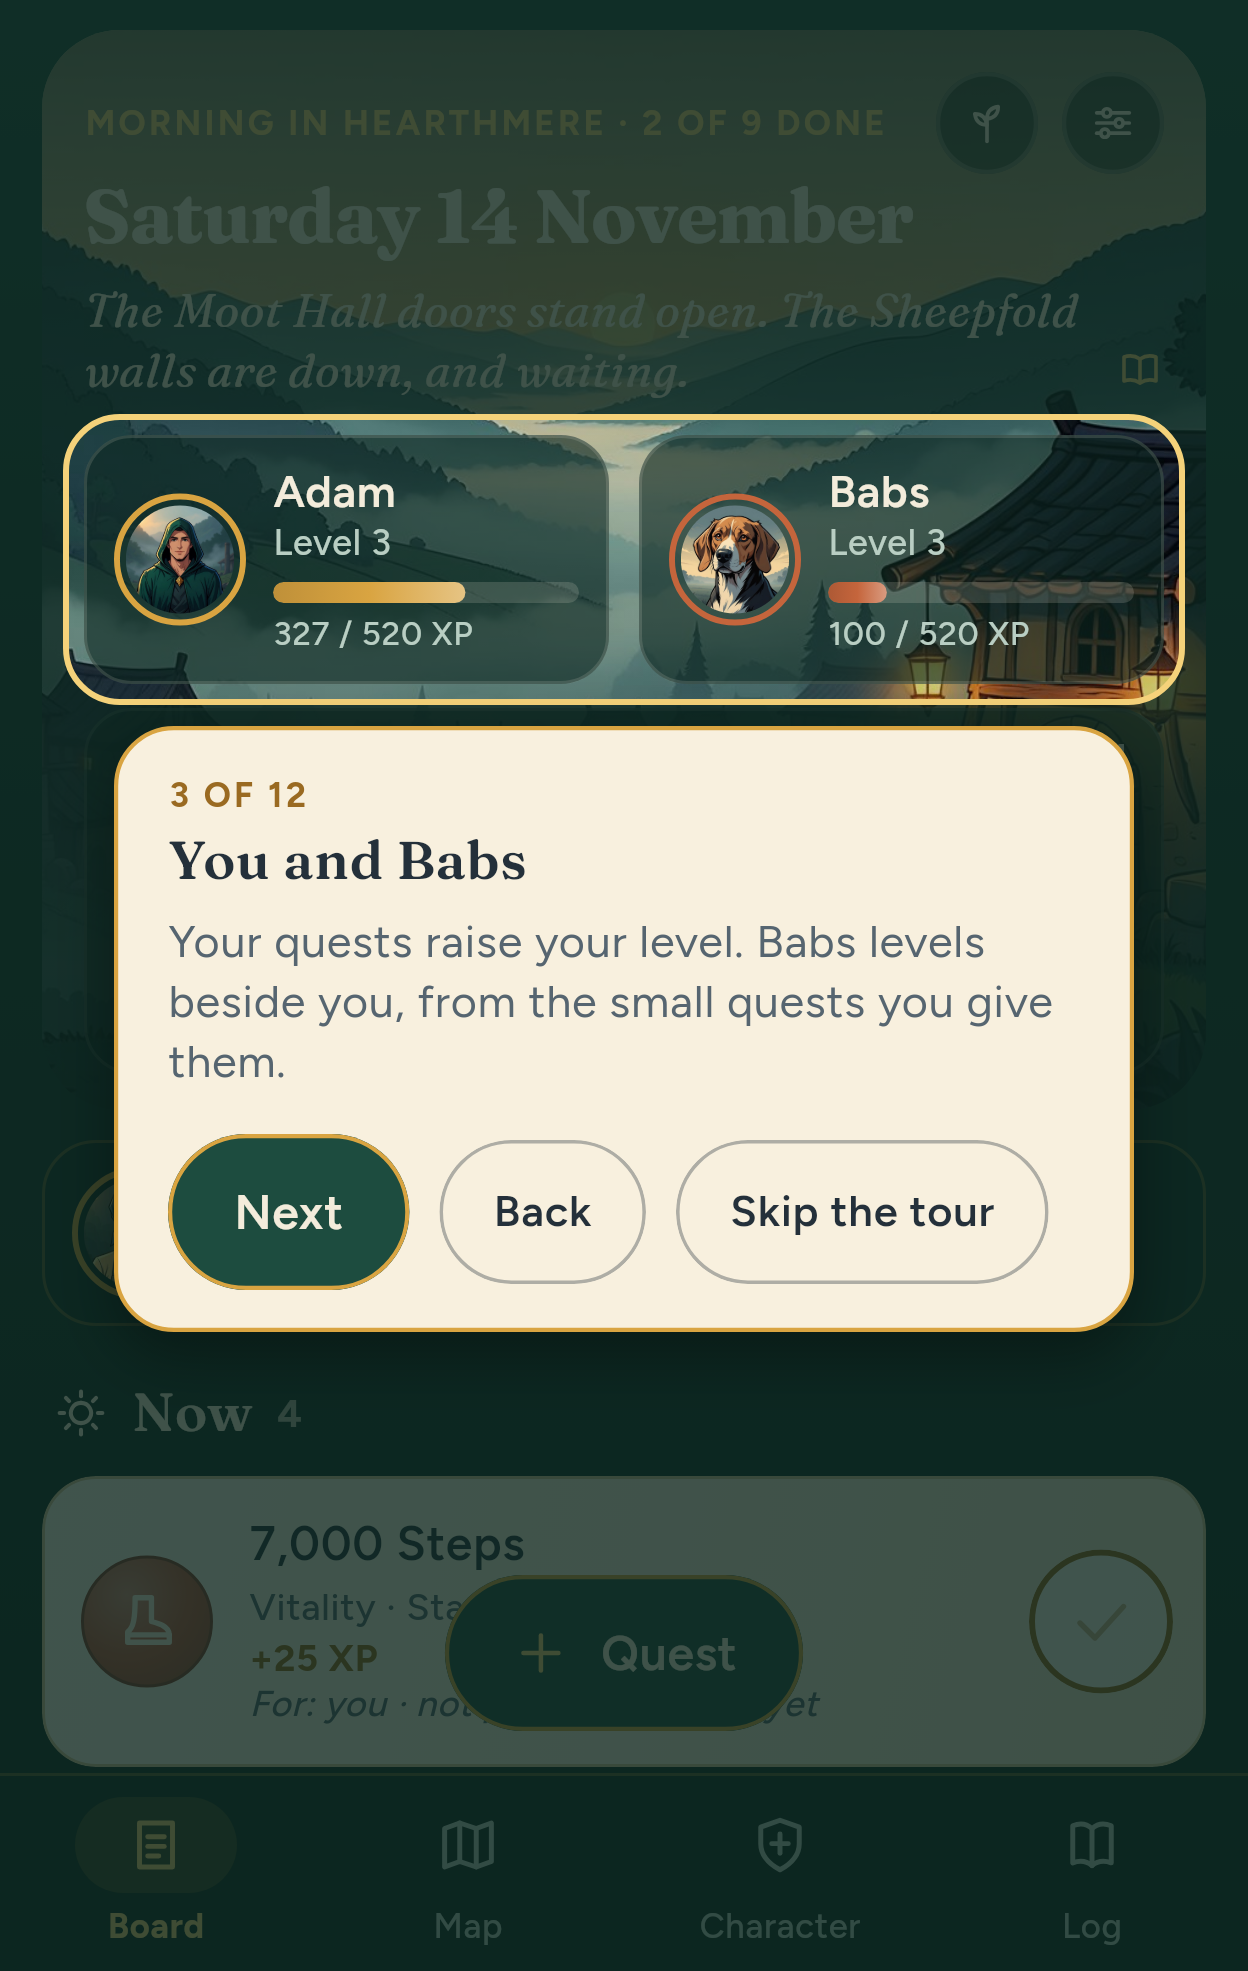 MORNING IN HEARTHMERE · 2 OF 9 DONE
Saturday 14 November
The Moot Hall doors stand open. The Sheepfold
walls are down, and waiting.
Adam
Level 3
327 / 520 XP
Babs
Level 3
100 / 520 XP
3 OF 12
You and Babs
Your quests raise your level. Babs levels
beside you, from the small quests you give
them.
Next
Back
Skip the tour
Now 4
7,000 Steps
Vitality ·
+25 XP
For: you · yet
Quest
Board
Map
Character
Log